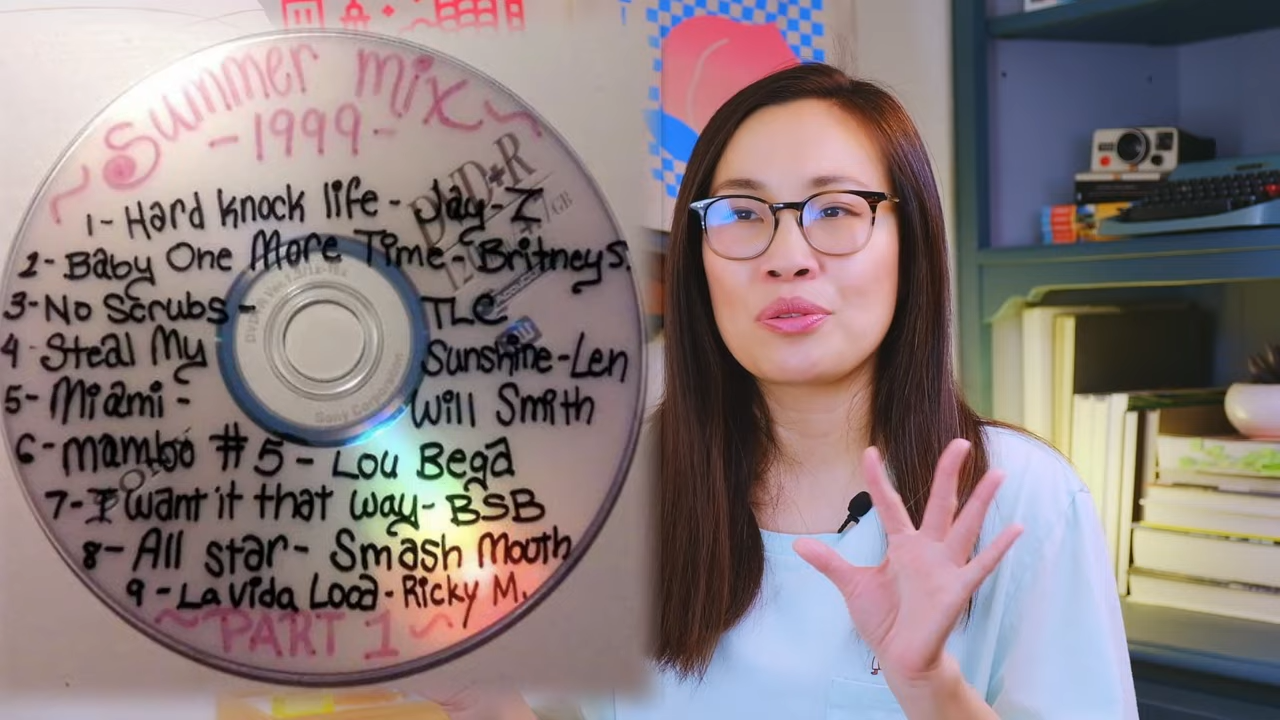 ~Summer mix~
-1999-
DVD+R
1- Hard knock life - Jay-Z
2- Baby One More Time - Britney S.
3- No Scrubs - TLC
4- Steal My Sunshine - Len
5- Miami - Will Smith
6- mambo #5 - Lou Bega
7- I want it that way - BSB
8- All star - Smash Mouth
9 - La Vida Loca - Ricky M.
~PART 1~
Sony Corporation